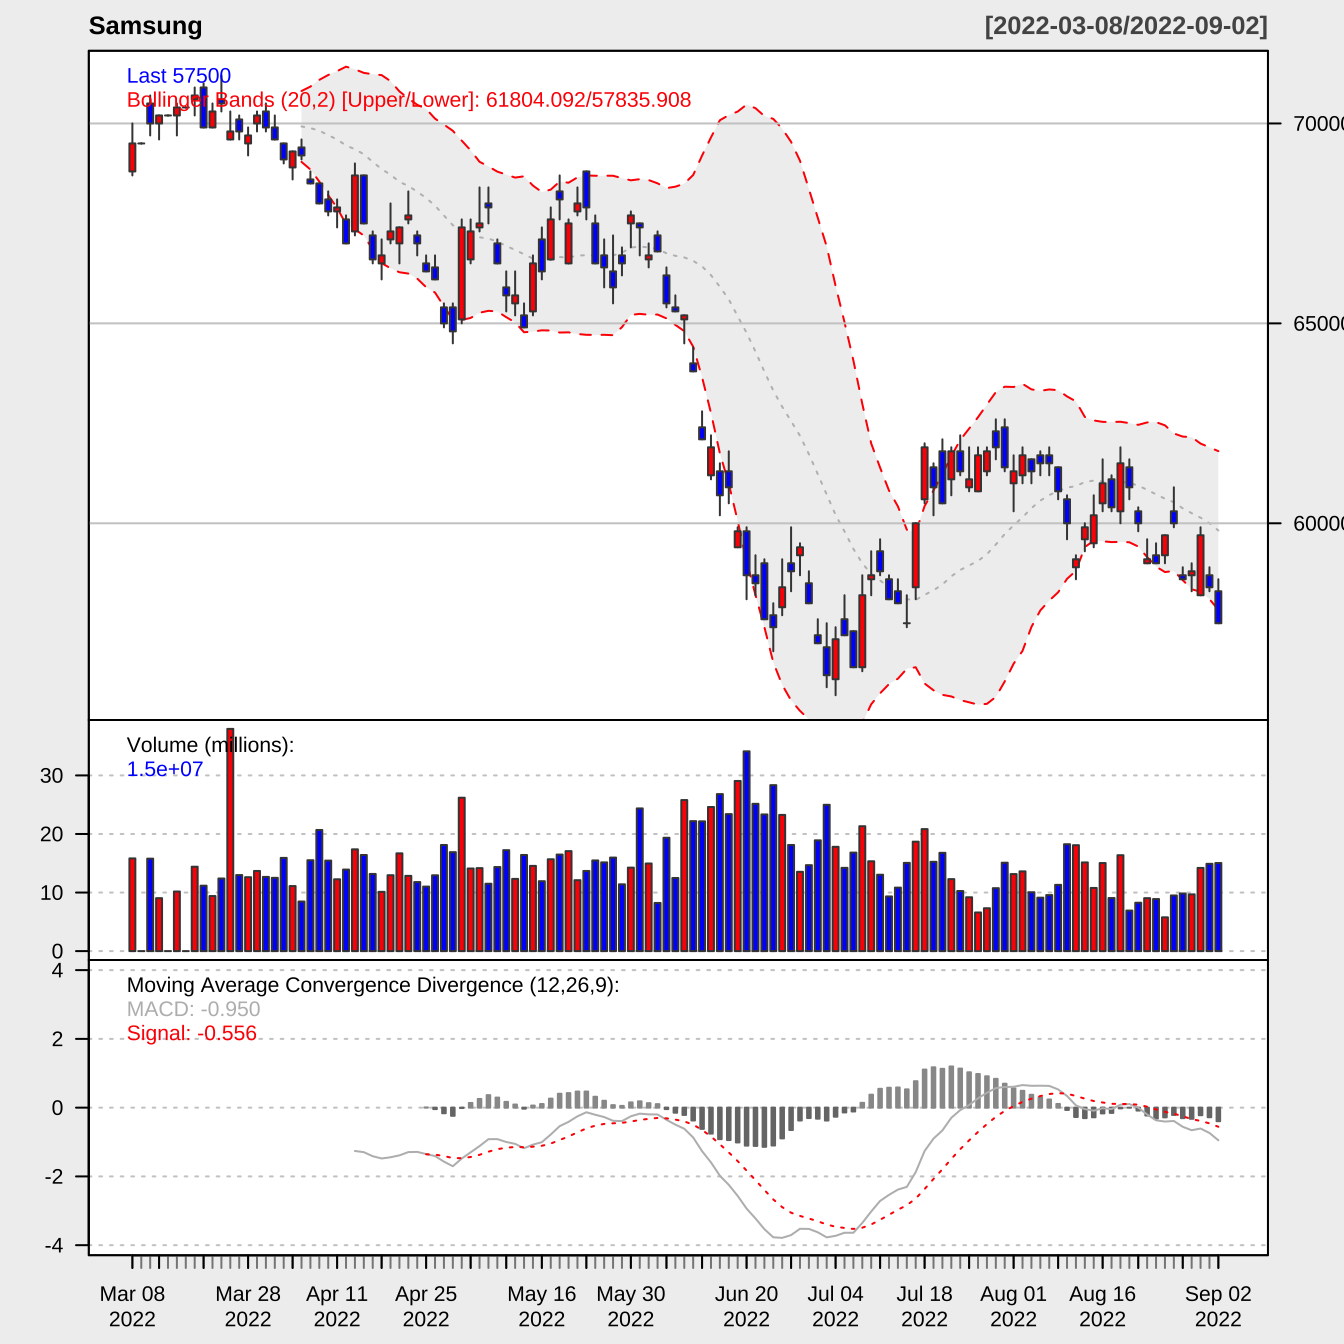 Samsung [2022-03-08/2022-09-02]
Last 57500
Bollinger Bands (20,2) [Upper/Lower]: 61804.092/57835.908
70000
65000
60000
Volume (millions):
1.5e+07
30
20
10
0
4
Moving Average Convergence Divergence (12,26,9):
MACD: -0.950
Signal: -0.556
2
0
-2
-4
Mar 08 Mar 28 Apr 11 Apr 25 May 16 May 30 Jun 20 Jul 04 Jul 18 Aug 01 Aug 16 Sep 02
2022 2022 2022 2022 2022 2022 2022 2022 2022 2022 2022 2022